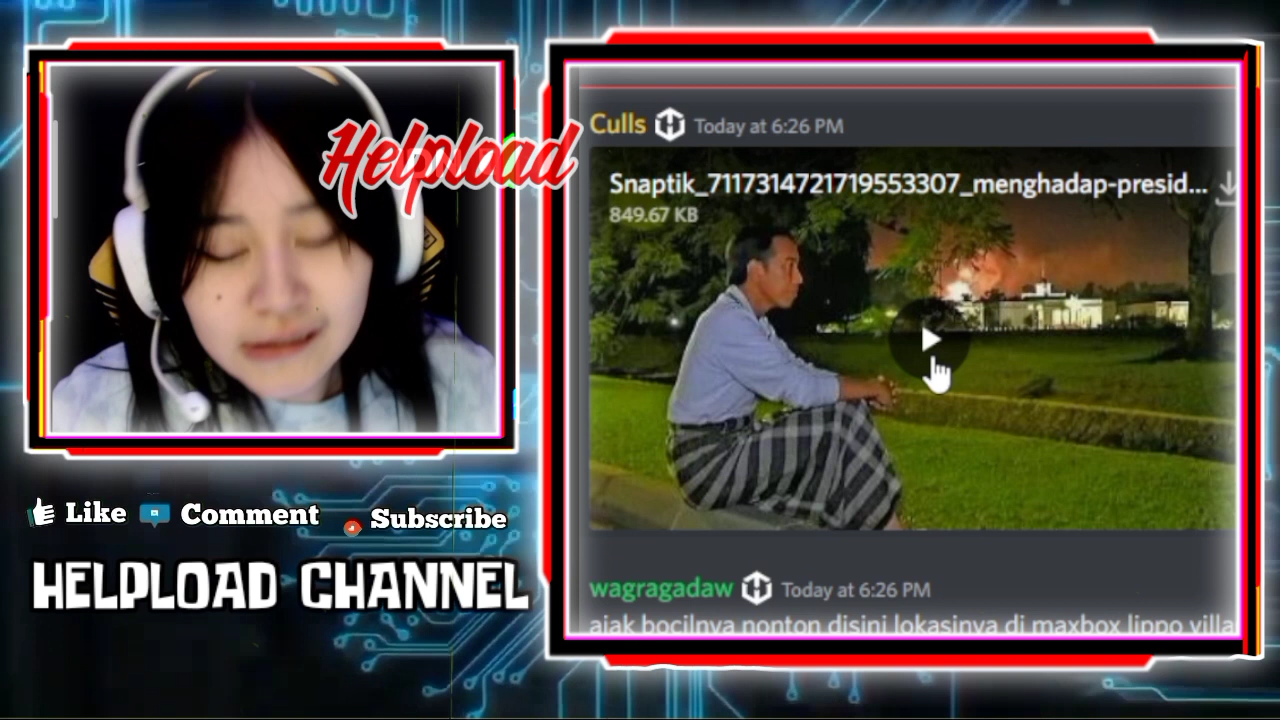 Helpload
Culls Today at 6:26 PM
Snaptik_7117314721719553307_menghadap-presid...
849.67 KB
Like Comment Subscribe
HELPLOAD CHANNEL
wagragadaw Today at 6:26 PM
ajak bocilnya nonton disini lokasinya di maxbox lippo villa